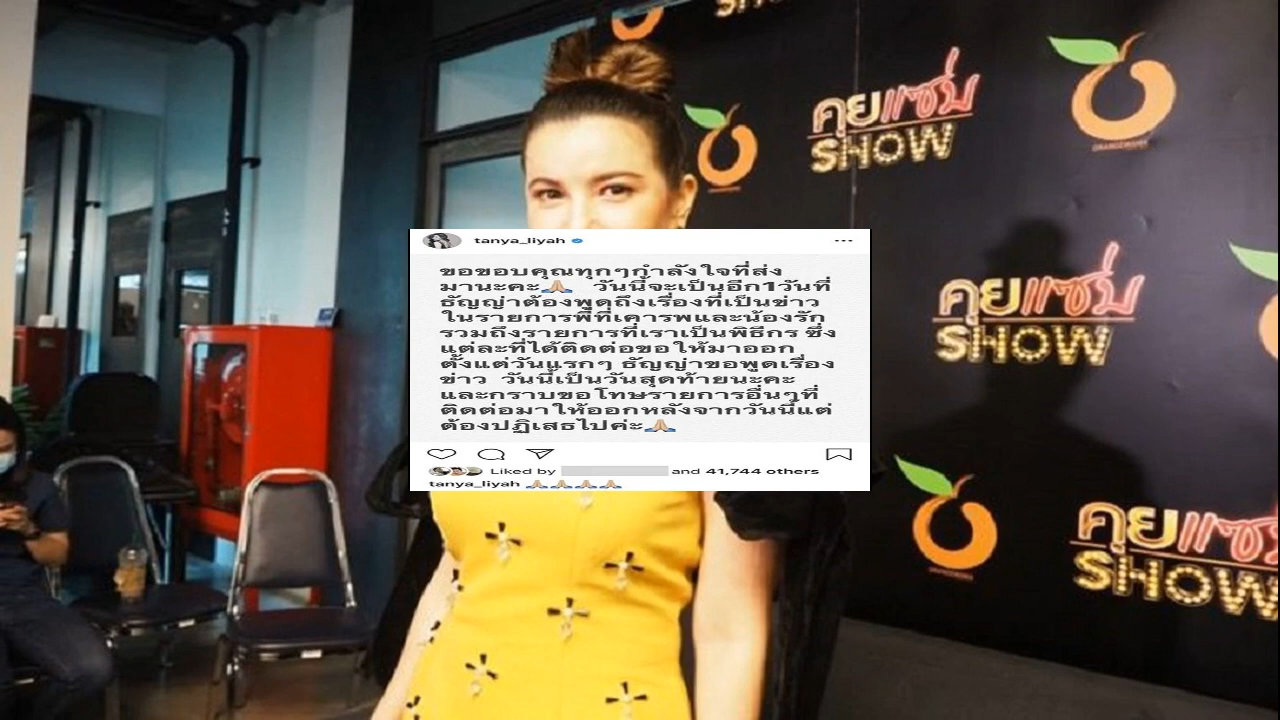 SHOW
คุยแซ่บ
SHOW
ORANGEMAMA
คุยแซ่บ
SHOW
คุยแซ่บ
SHOW
tanya_liyah
ขอขอบคุณทุกๆกำลังใจที่ส่ง
มานะคะ🙏🏼 วันนี้จะเป็นอีก1วันที่
ธัญญ่าต้องพูดถึงเรื่องที่เป็นข่าว
ในรายการพี่ที่เคารพและน้องรัก
รวมถึงรายการที่เราเป็นพิธีกร ซึ่ง
แต่ละที่ได้ติดต่อขอให้มาออก
ตั้งแต่วันแรกๆ ธัญญ่าขอพูดเรื่อง
ข่าว วันนี้เป็นวันสุดท้ายนะคะ
และกราบขอโทษรายการอื่นๆที่
ติดต่อมาให้ออกหลังจากวันนี้แต่
ต้องปฏิเสธไปค่ะ🙏🏼
Liked by and 41,744 others
tanya_liyah 🙏🏼🙏🏼🙏🏼🙏🏼